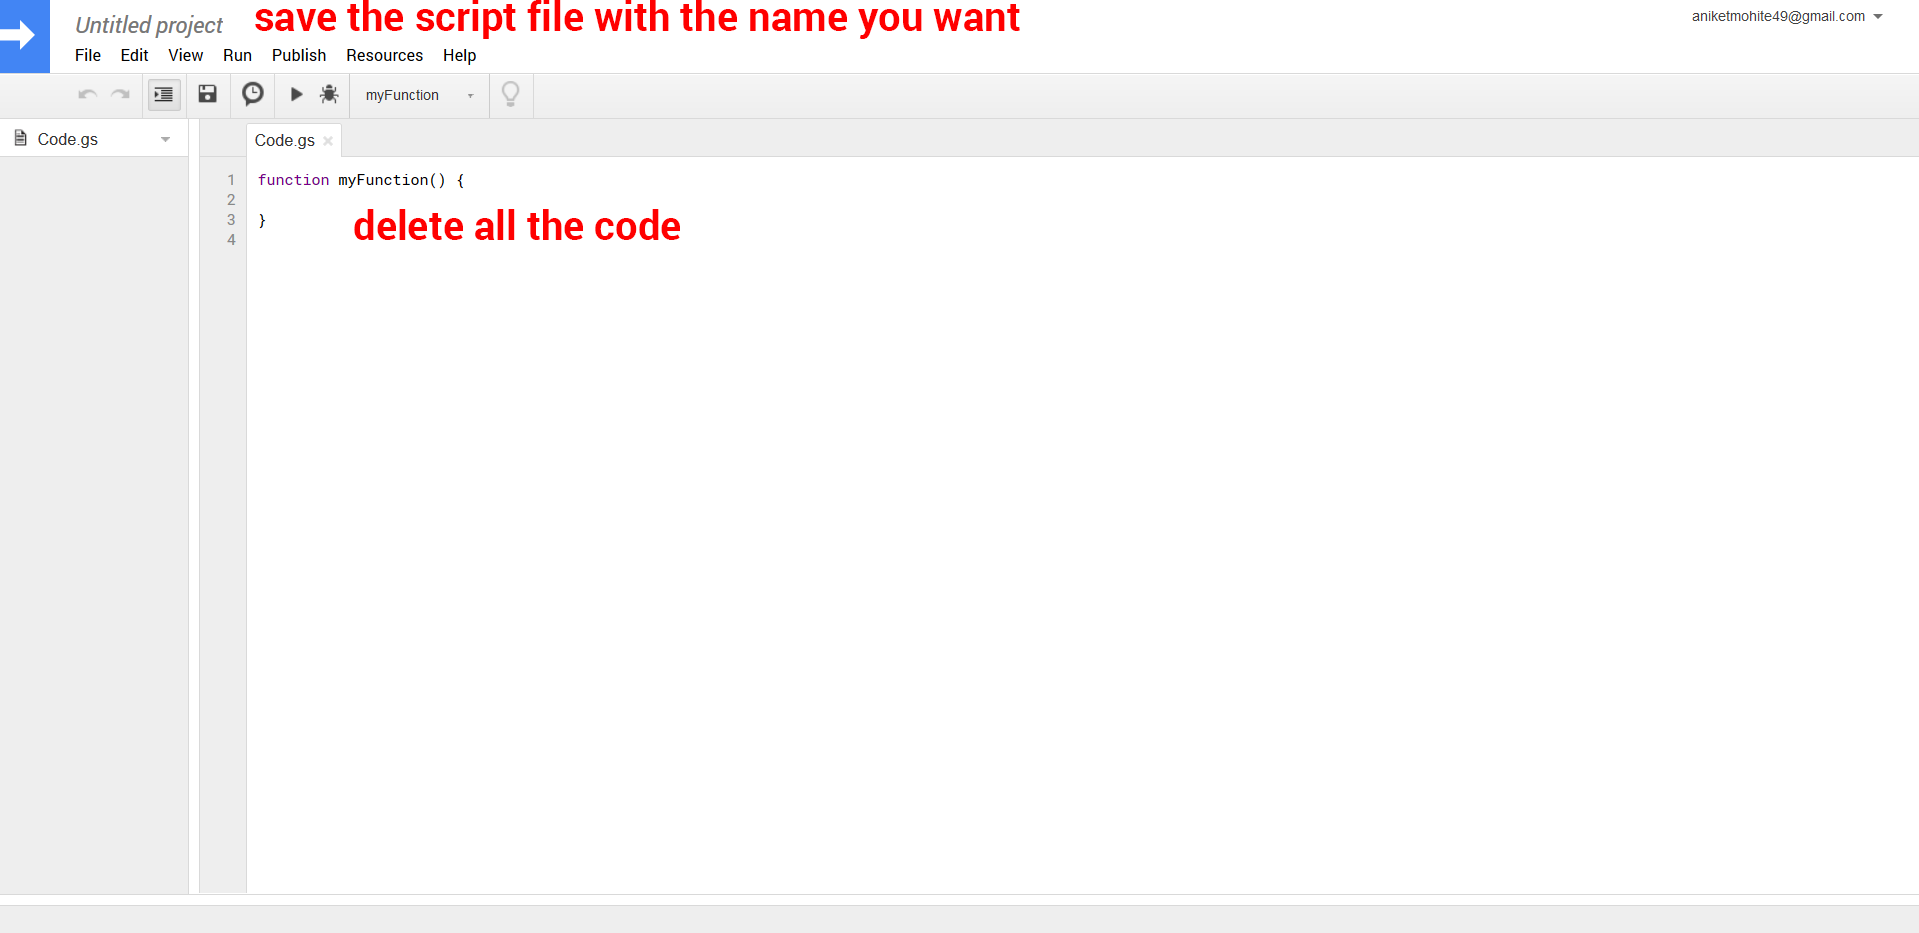 Untitled project save the script file with the name you want aniketmohite49@gmail.com
File Edit View Run Publish Resources Help
myFunction
Code.gs
Code.gs
1 function myFunction() {
2
3 }
delete all the code
4